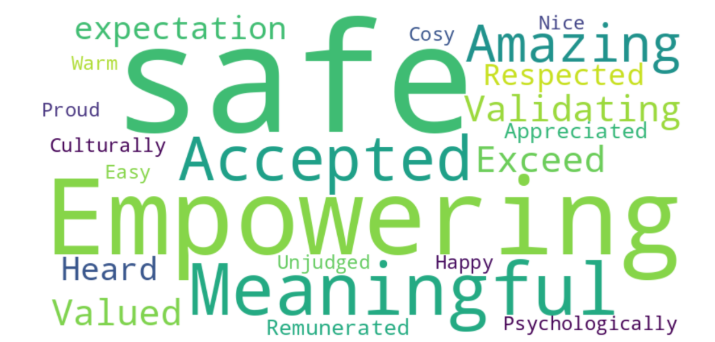 Nice
expectation
safe
Cosy
Amazing
Warm
Respected
Proud
Validating
Appreciated
Culturally
Accepted
Exceed
Easy
Empowering
Heard
Unjudged
Happy
Meaningful
Valued
Remunerated
Psychologically